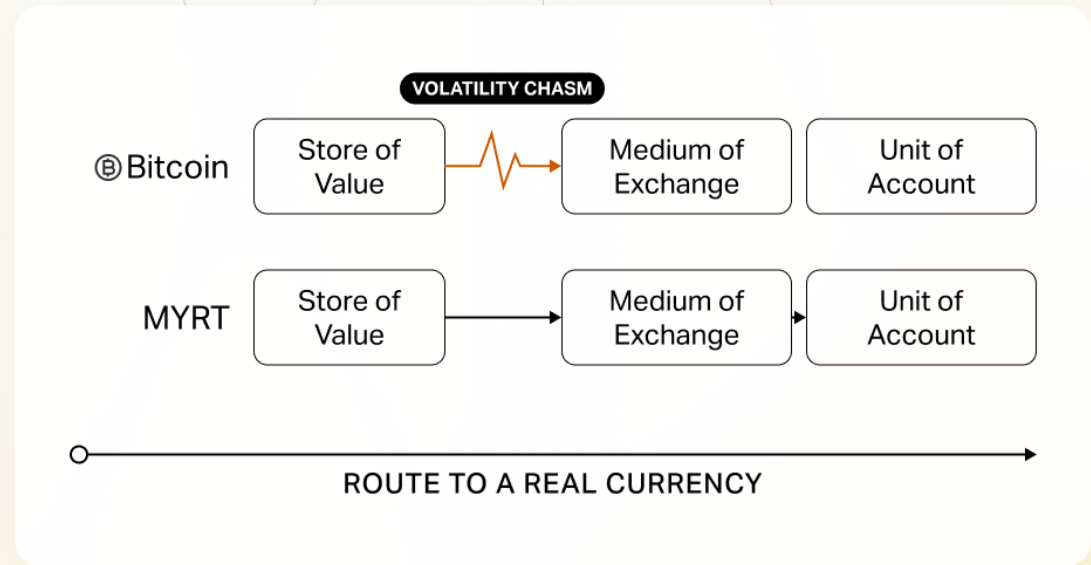 VOLATILITY CHASM
Bitcoin
Store of
Value
Medium of
Exchange
Unit of
Account
MYRT
Store of
Value
Medium of
Exchange
Unit of
Account
ROUTE TO A REAL CURRENCY